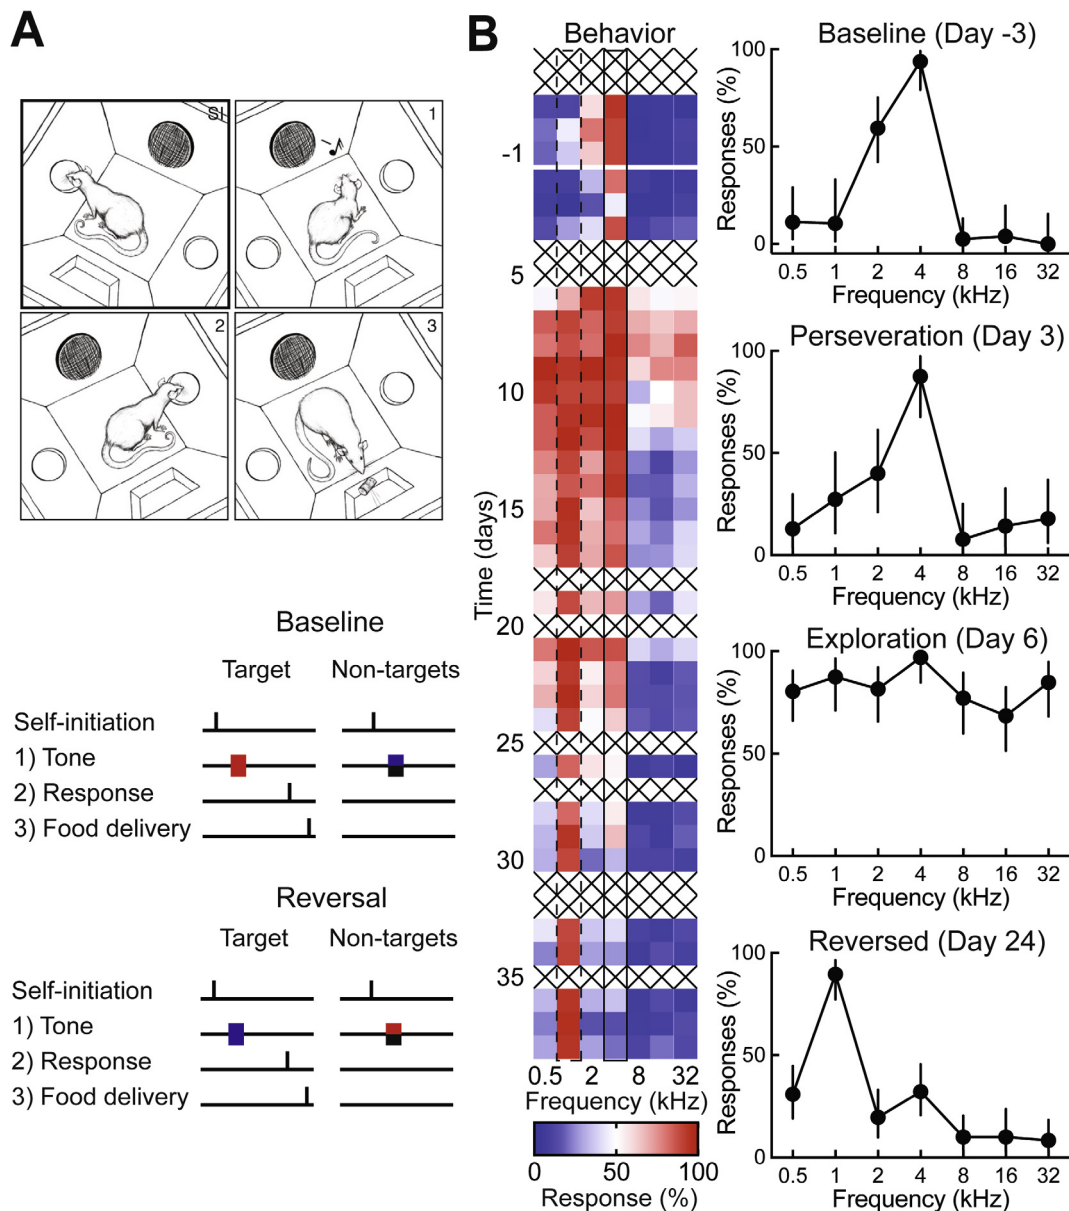 A
SI
1
2
3
Baseline
Target Non-targets
Self-initiation
1) Tone
2) Response
3) Food delivery
Reversal
Target Non-targets
Self-initiation
1) Tone
2) Response
3) Food delivery
B
Behavior
Time (days)
-1
5
10
15
20
25
30
35
0.5 2 8 32
Frequency (kHz)
0 50 100
Response (%)
Baseline (Day -3)
Responses (%)
100
50
0
0.5 1 2 4 8 16 32
Frequency (kHz)
Perseveration (Day 3)
Responses (%)
100
50
0
0.5 1 2 4 8 16 32
Frequency (kHz)
Exploration (Day 6)
Responses (%)
100
50
0
0.5 1 2 4 8 16 32
Frequency (kHz)
Reversed (Day 24)
Responses (%)
100
50
0
0.5 1 2 4 8 16 32
Frequency (kHz)